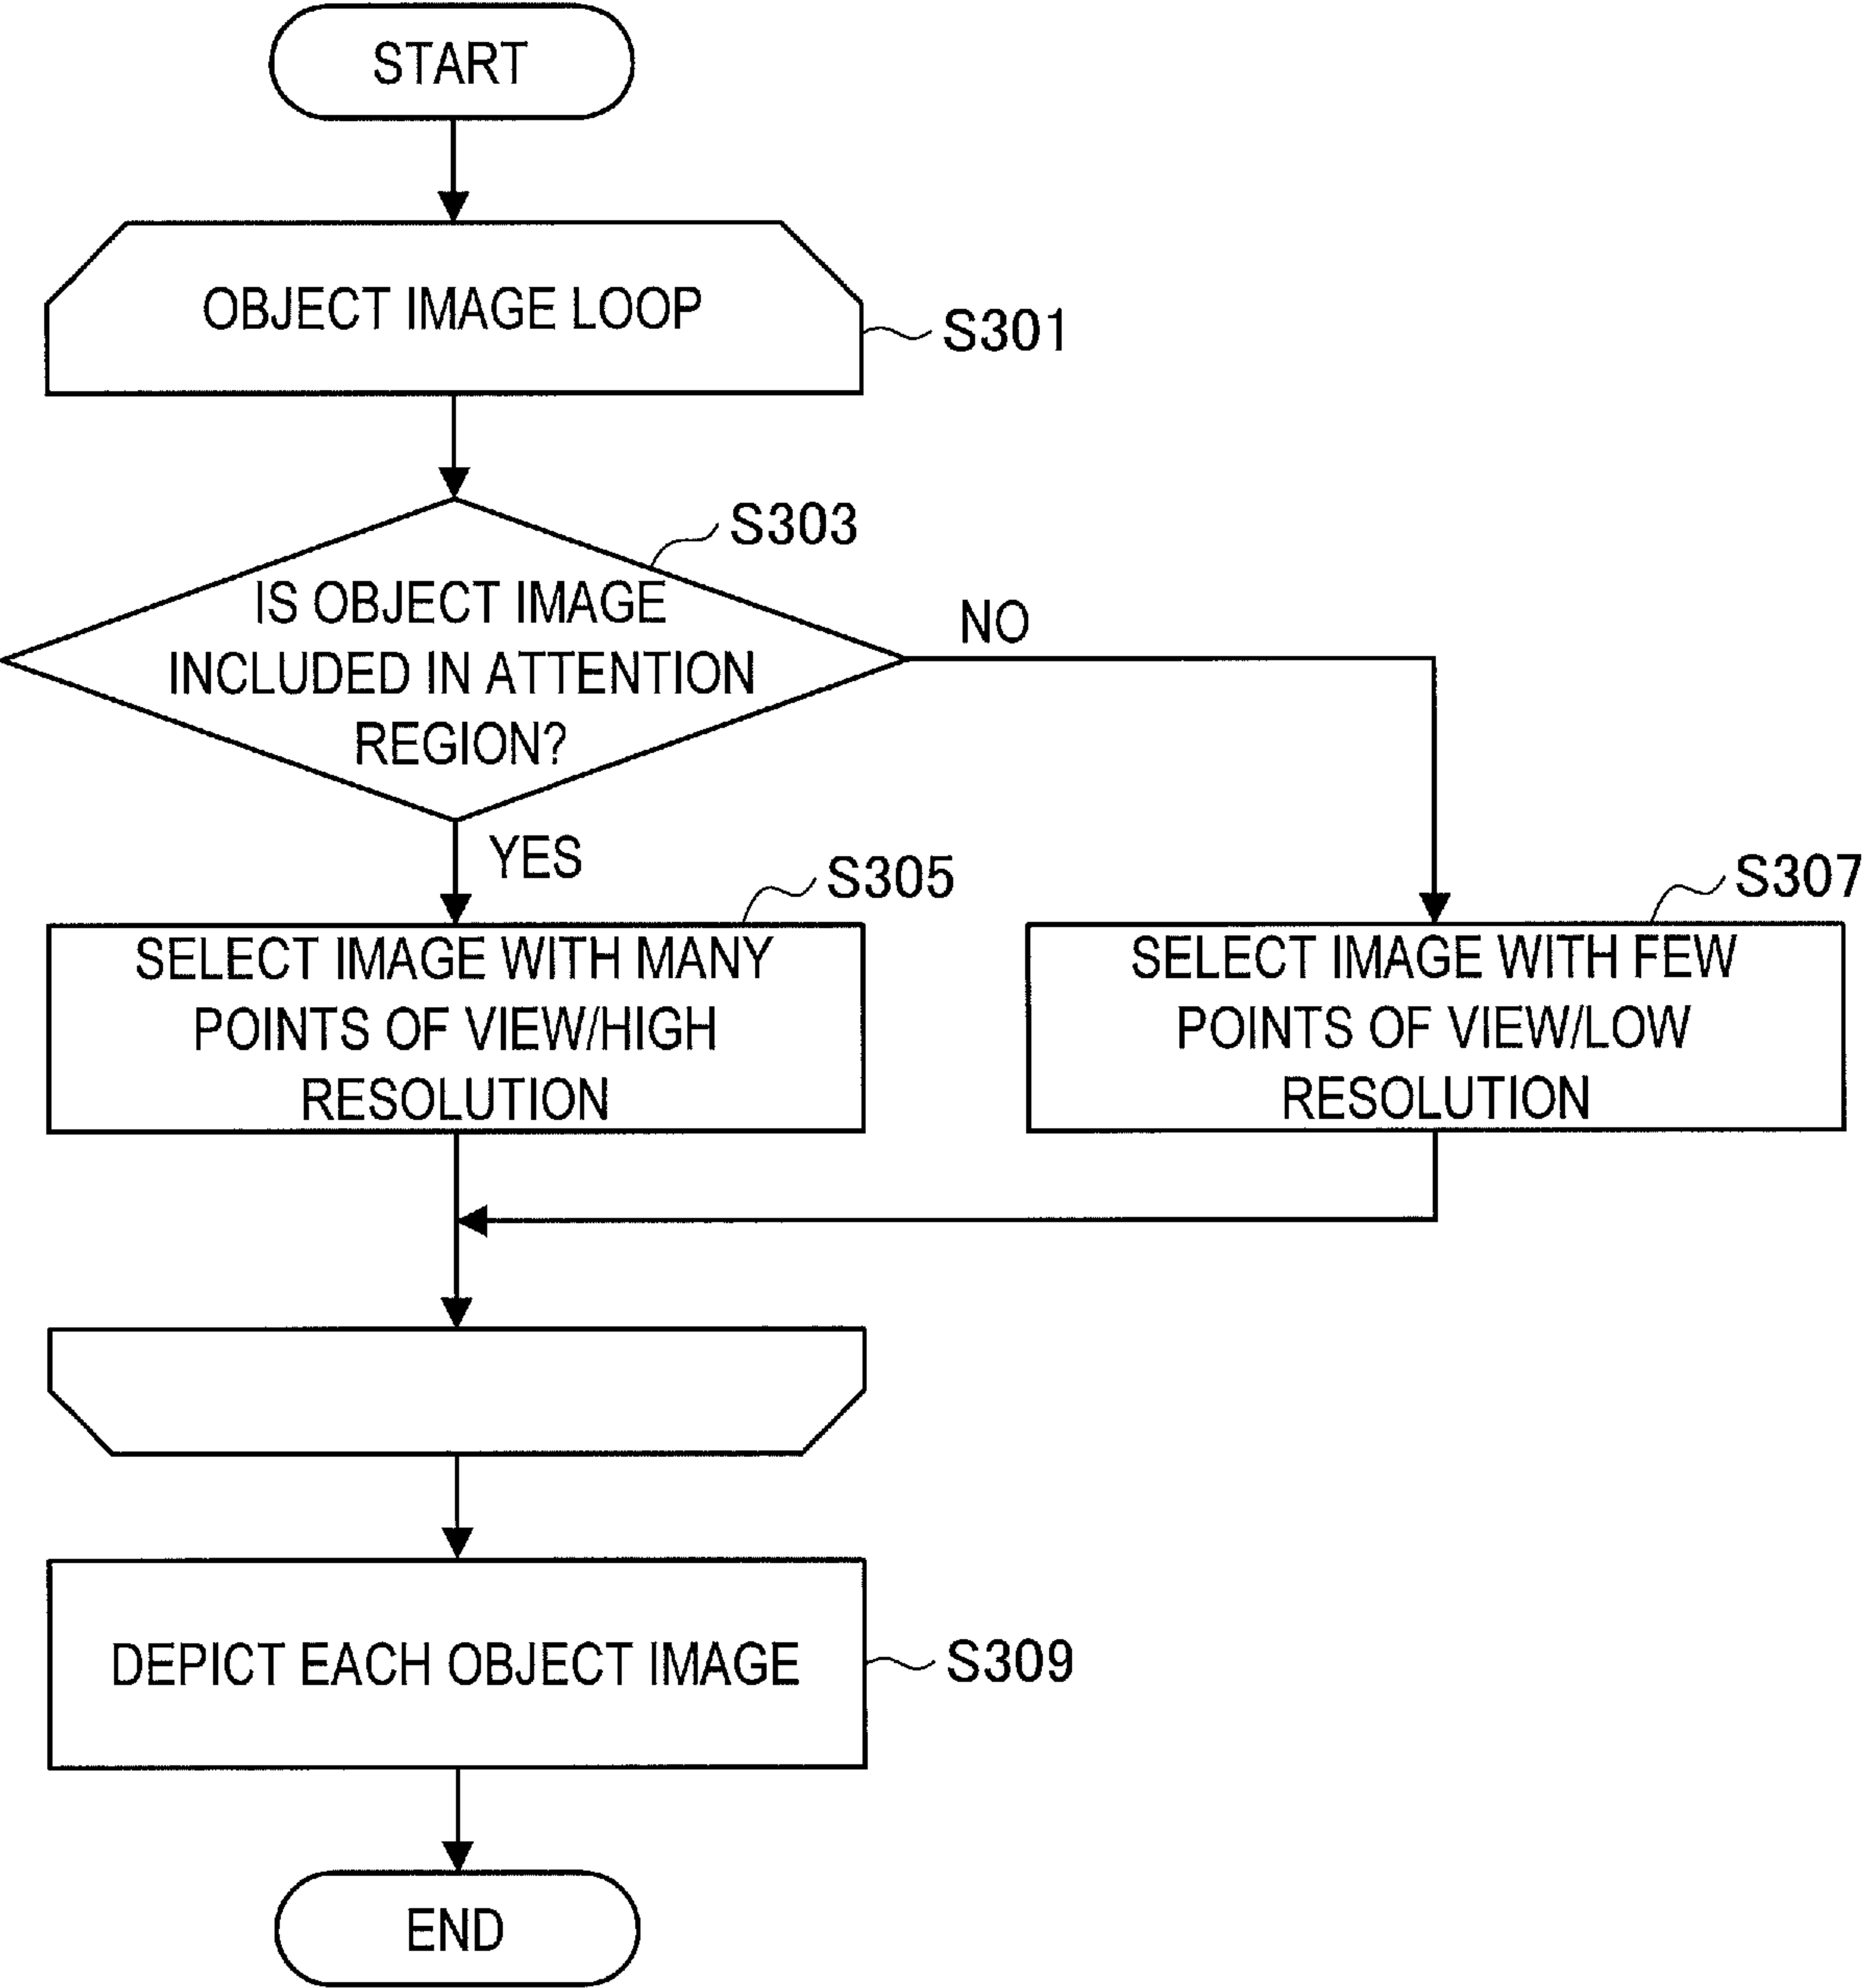 START
OBJECT IMAGE LOOP
S301
S303
IS OBJECT IMAGE
INCLUDED IN ATTENTION
REGION?
NO
YES
S305
SELECT IMAGE WITH MANY
POINTS OF VIEW/HIGH
RESOLUTION
S307
SELECT IMAGE WITH FEW
POINTS OF VIEW/LOW
RESOLUTION
DEPICT EACH OBJECT IMAGE
S309
END